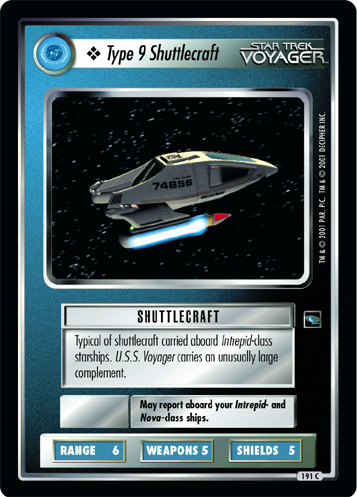 ❖ Type 9 Shuttlecraft
STAR TREK
VOYAGER™
74656
TM & © 2001 PAR. PIC. TM & © 2001 DECIPHER INC.
SHUTTLECRAFT
Typical of shuttlecraft carried aboard Intrepid-class
starships. U.S.S. Voyager carries an unusually large
complement.
May report aboard your Intrepid- and
Nova-class ships.
RANGE 6 WEAPONS 5 SHIELDS 5
191 C